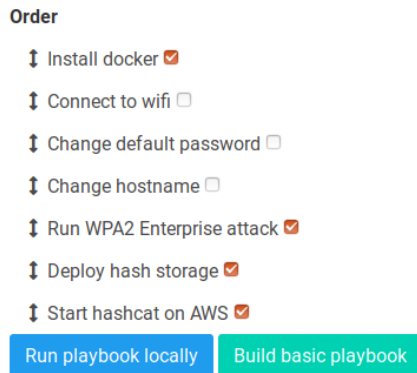 Order
Install docker
Connect to wifi
Change default password
Change hostname
Run WPA2 Enterprise attack
Deploy hash storage
Start hashcat on AWS
Run playbook locally Build basic playbook